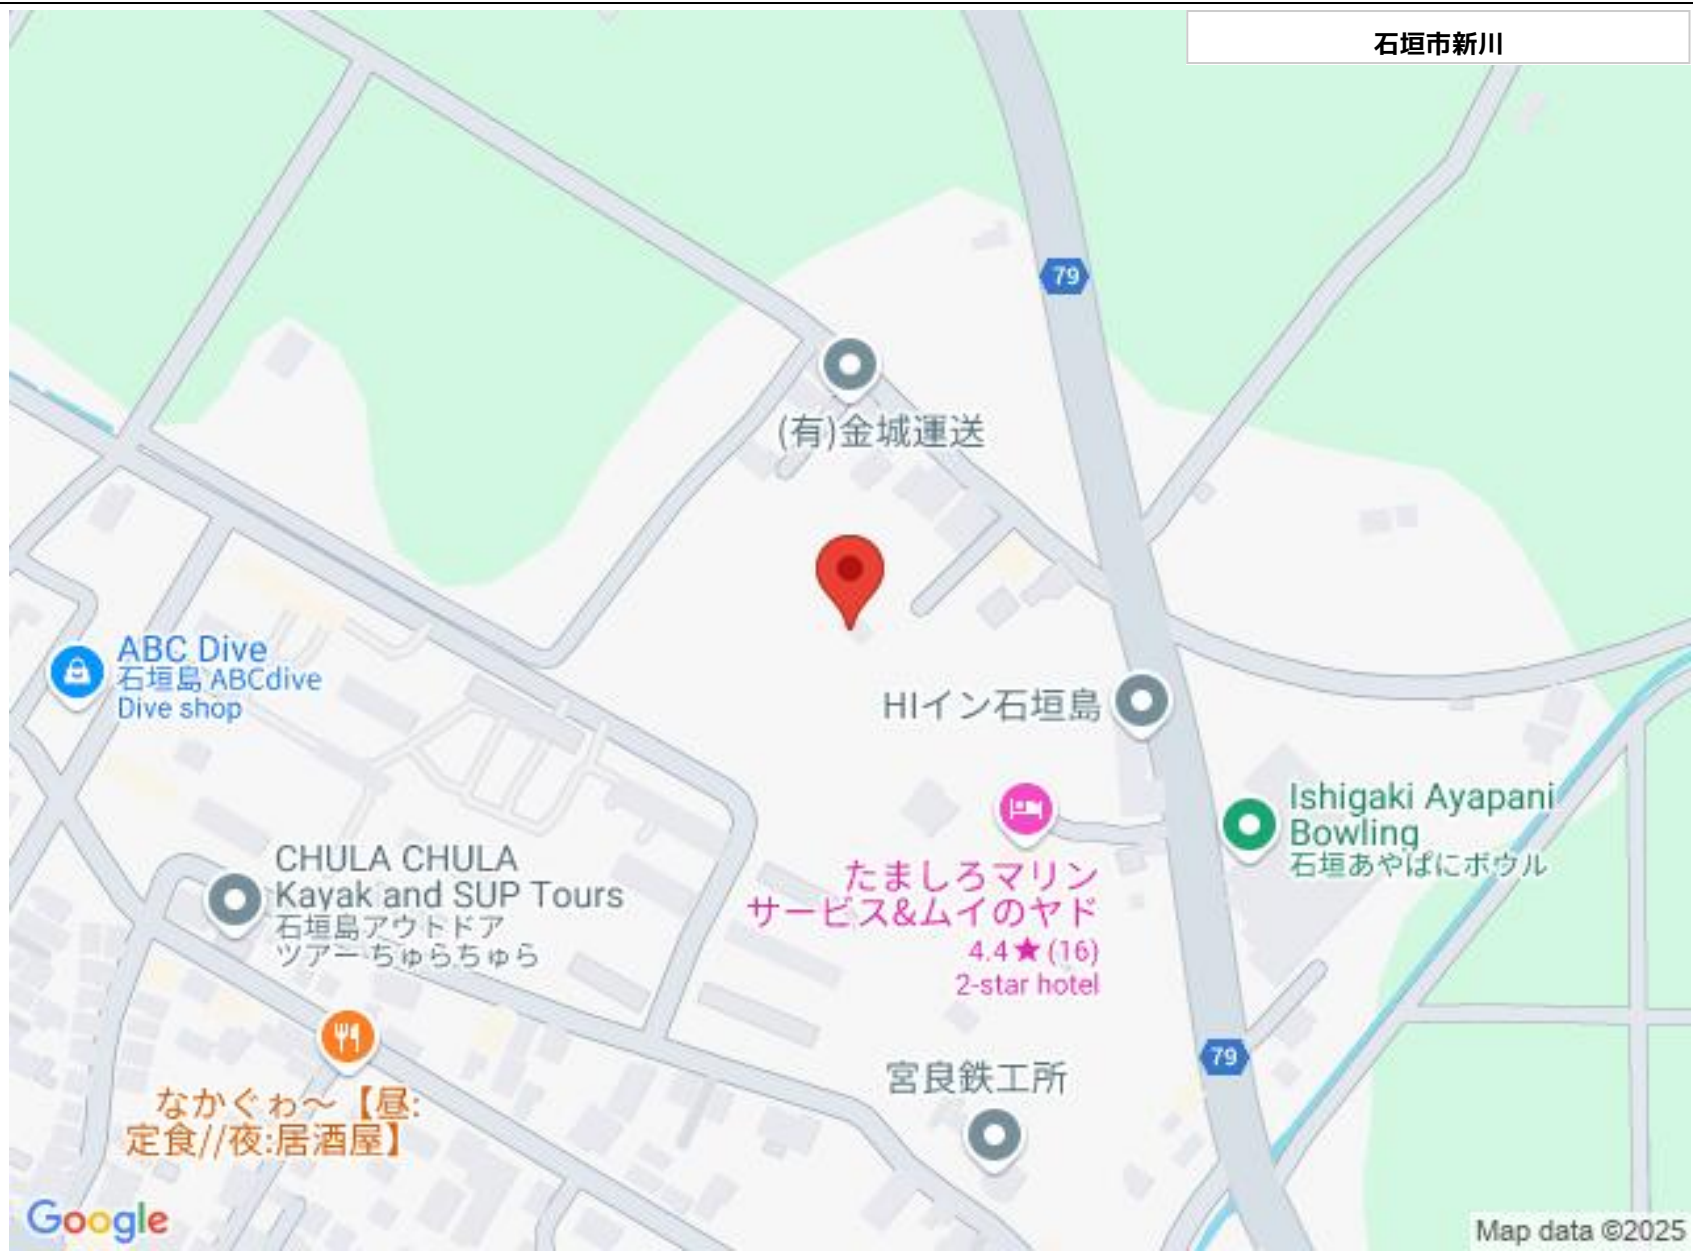 石垣市新川
79
(有)金城運送
ABC Dive
石垣島 ABCdive
Dive shop
HIイン石垣島
Ishigaki Ayapani
Bowling
石垣あやぱにボウル
CHULA CHULA
Kayak and SUP Tours
石垣島アウトドア
ツアー ちゅらちゅら
たましろマリン
サービス&ムイのヤド
4.4★(16)
2-star hotel
79
宮良鉄工所
なかぐゎ〜【昼:
定食//夜:居酒屋】
Google
Map data ©2025